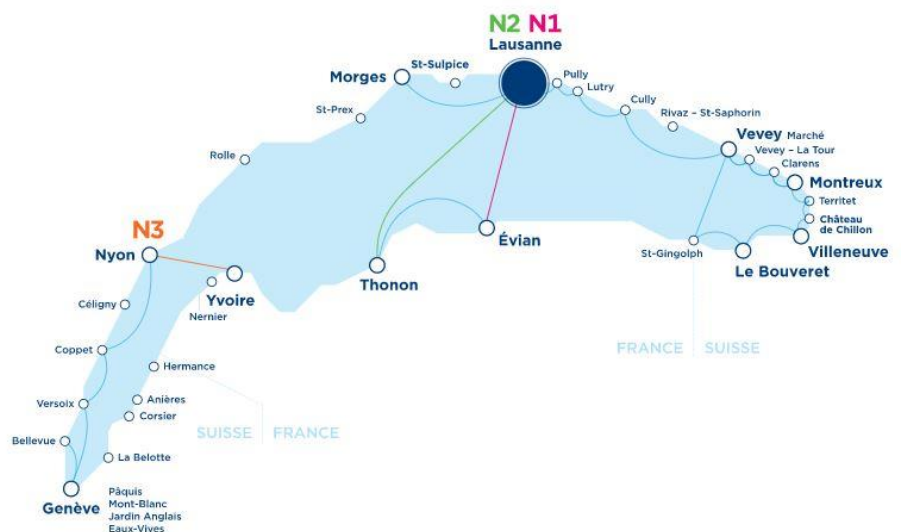 N2 N1
Lausanne
St-Sulpice
Morges
Pully
Lutry
Cully
St-Prex
Rivaz – St-Saphorin
Vevey Marché
Vevey – La Tour
Clarens
Rolle
Montreux
Territet
Château
de Chillon
N3
Nyon
Évian
St-Gingolph
Villeneuve
Le Bouveret
Thonon
Yvoire
Nernier
Céligny
Coppet
FRANCE
SUISSE
Hermance
Versoix
Anières
Corsier
SUISSE
FRANCE
Bellevue
La Belotte
Genève
Pâquis
Mont-Blanc
Jardin Anglais
Eaux-Vives